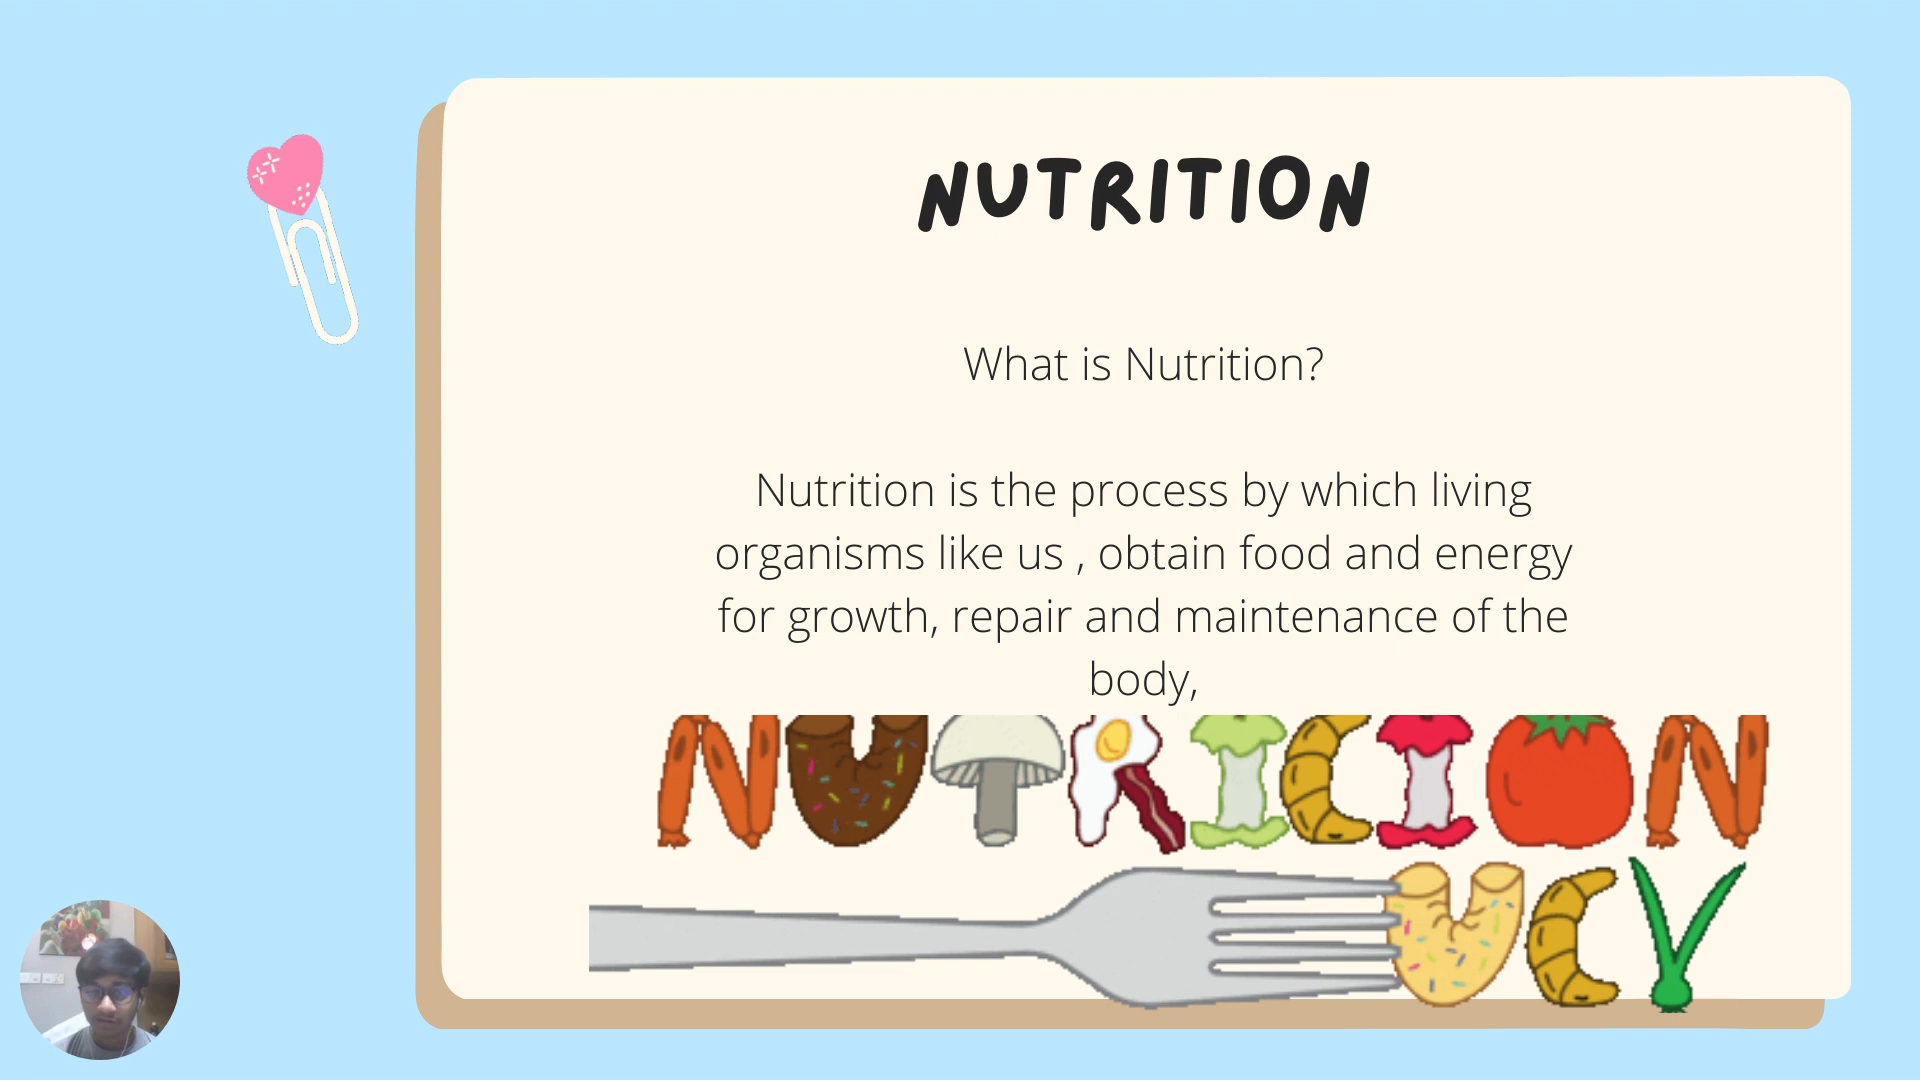 NUTRITION
What is Nutrition?
Nutrition is the process by which living
organisms like us , obtain food and energy
for growth, repair and maintenance of the
body,
NUTRICION
UCY